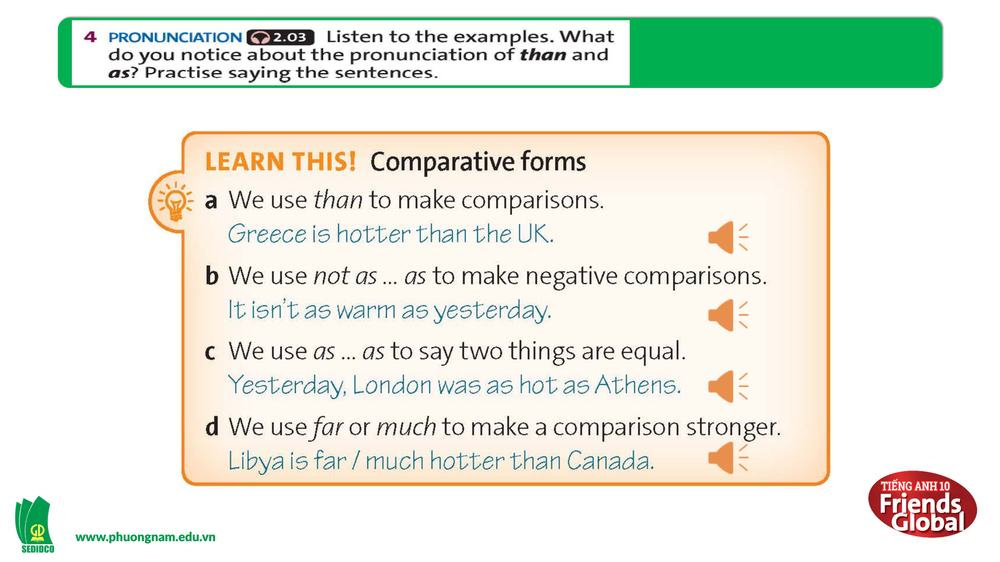 4 PRONUNCIATION 2.03 Listen to the examples. What
do you notice about the pronunciation of than and
as? Practise saying the sentences.
LEARN THIS! Comparative forms
a We use than to make comparisons.
Greece is hotter than the UK.
b We use not as ... as to make negative comparisons.
It isn't as warm as yesterday.
c We use as ... as to say two things are equal.
Yesterday, London was as hot as Athens.
d We use far or much to make a comparison stronger.
Libya is far / much hotter than Canada.
TIẾNG ANH 10
Friends
Global
GD
SEDIDCO
www.phuongnam.edu.vn